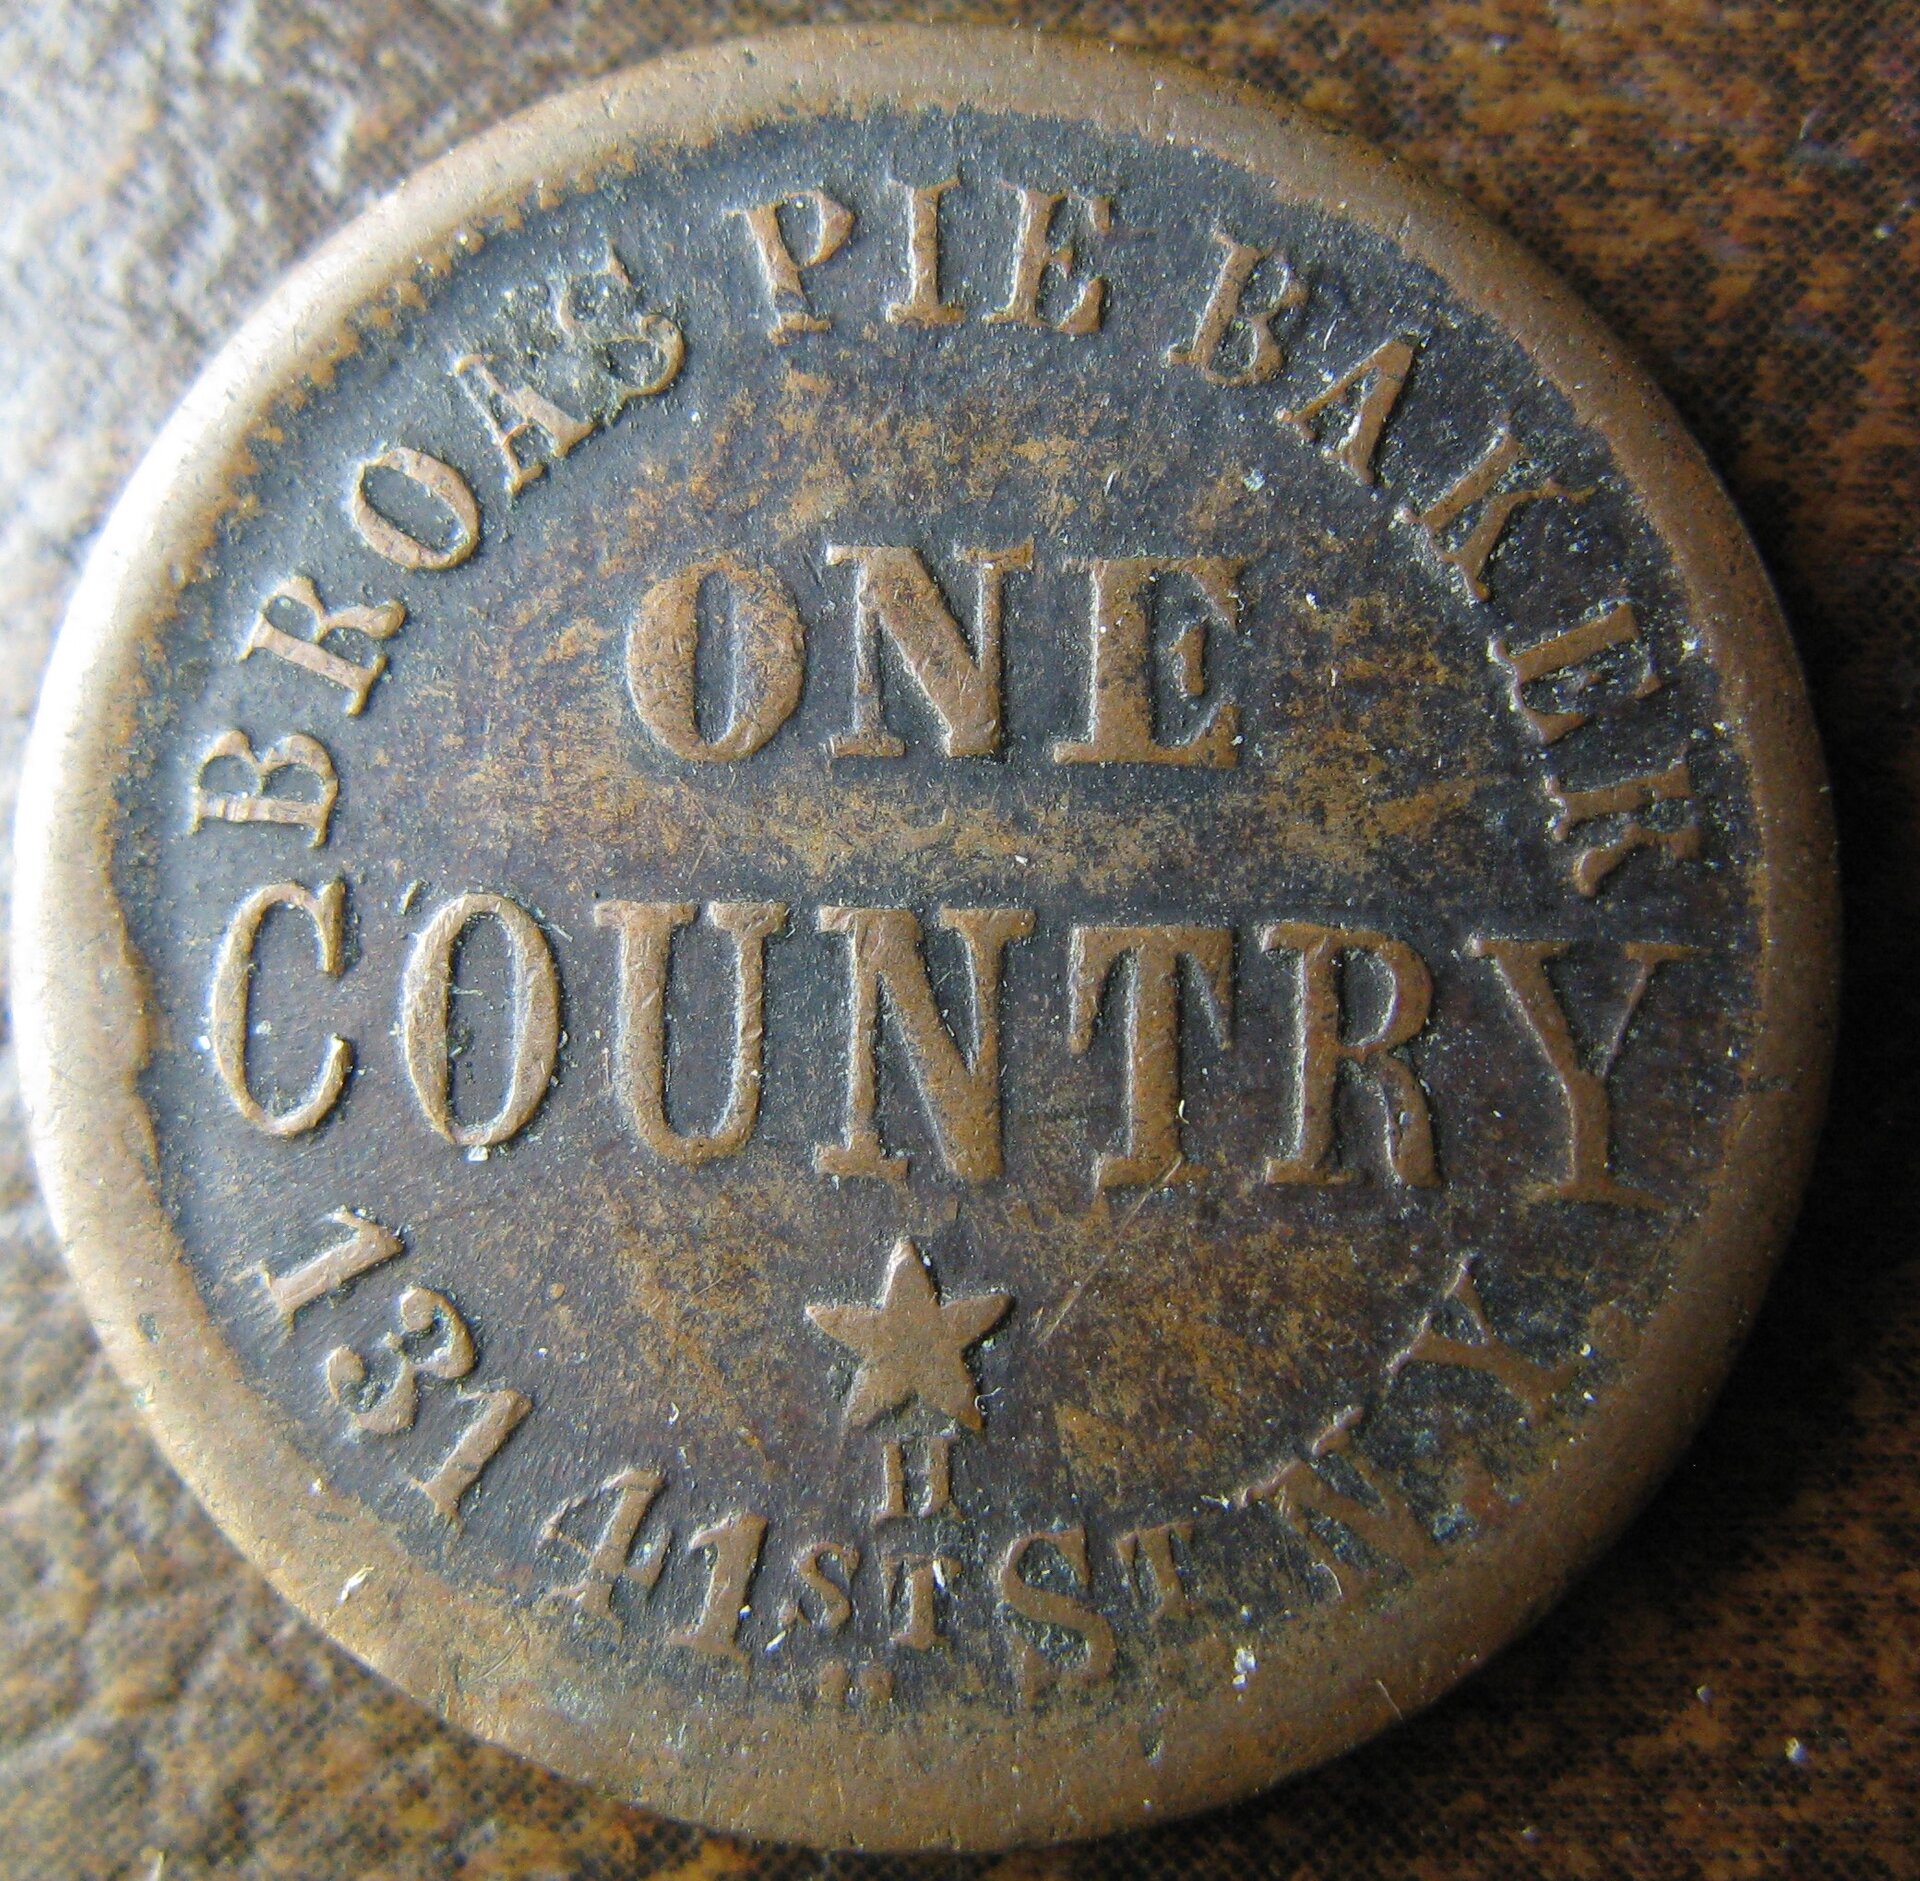 BROAS PIE BAKER
ONE
COUNTRY
H
131 41ST ST N.Y.